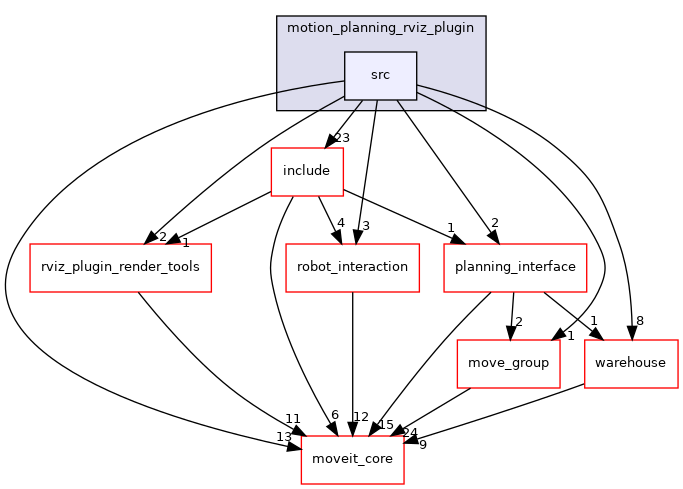 motion_planning_rviz_plugin
src
23
include
2
1
4
3
1
2
rviz_plugin_render_tools
robot_interaction
planning_interface
2
1
1
8
move_group
warehouse
13
11
6
12
15
24
9
moveit_core